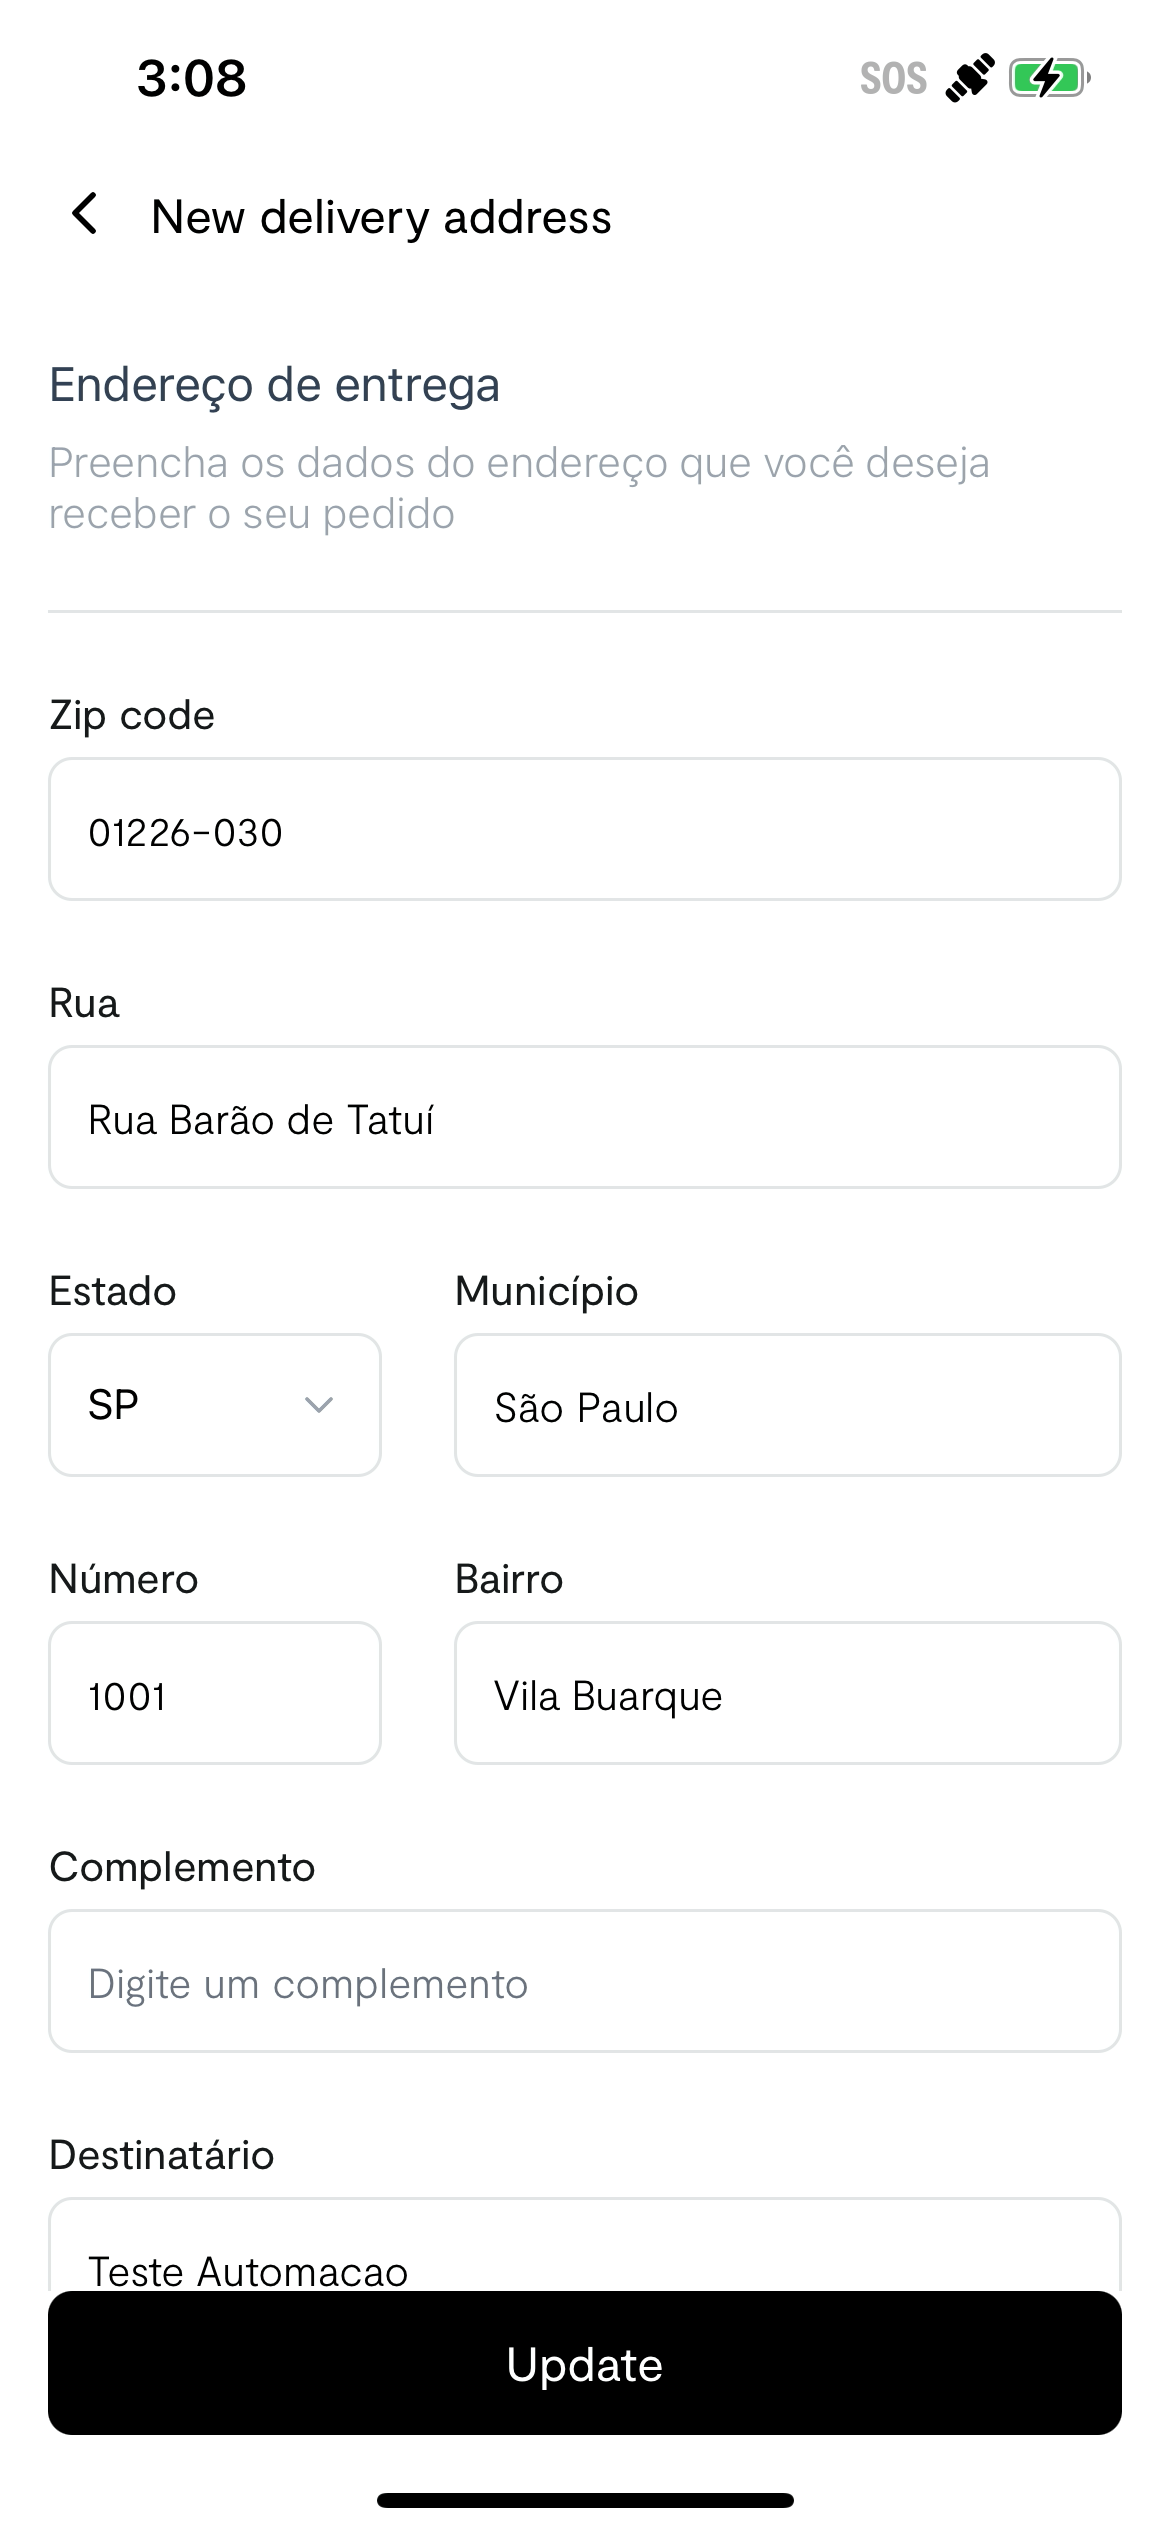 3:08
SOS
New delivery address
Endereço de entrega
Preencha os dados do endereço que você deseja
receber o seu pedido
Zip code
01226-030
Rua
Rua Barão de Tatuí
Estado
Município
SP
São Paulo
Número
Bairro
1001
Vila Buarque
Complemento
Digite um complemento
Destinatário
Teste Automacao
Update